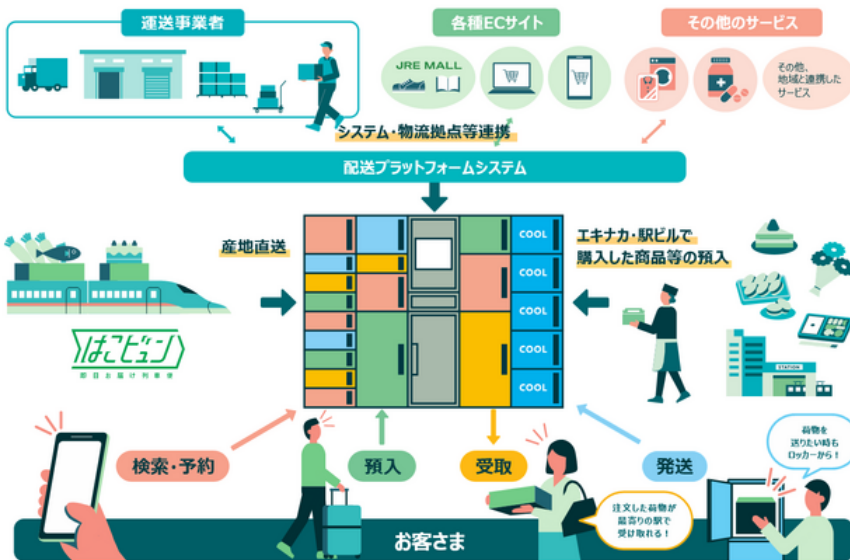 運送事業者
各種ECサイト
その他のサービス
JRE MALL
その他、
地域と連携した
サービス
システム・物流拠点等連携
配送プラットフォームシステム
産地直送
エキナカ・駅ビルで
購入した商品等の預入
COOL
COOL
COOL
COOL
COOL
はこビュン
即日お届け列車便
STATION
検索・予約
預入
受取
発送
荷物を
送りたい時も
ロッカーから!
注文した荷物が
最寄りの駅で
受け取れる!
お客さま